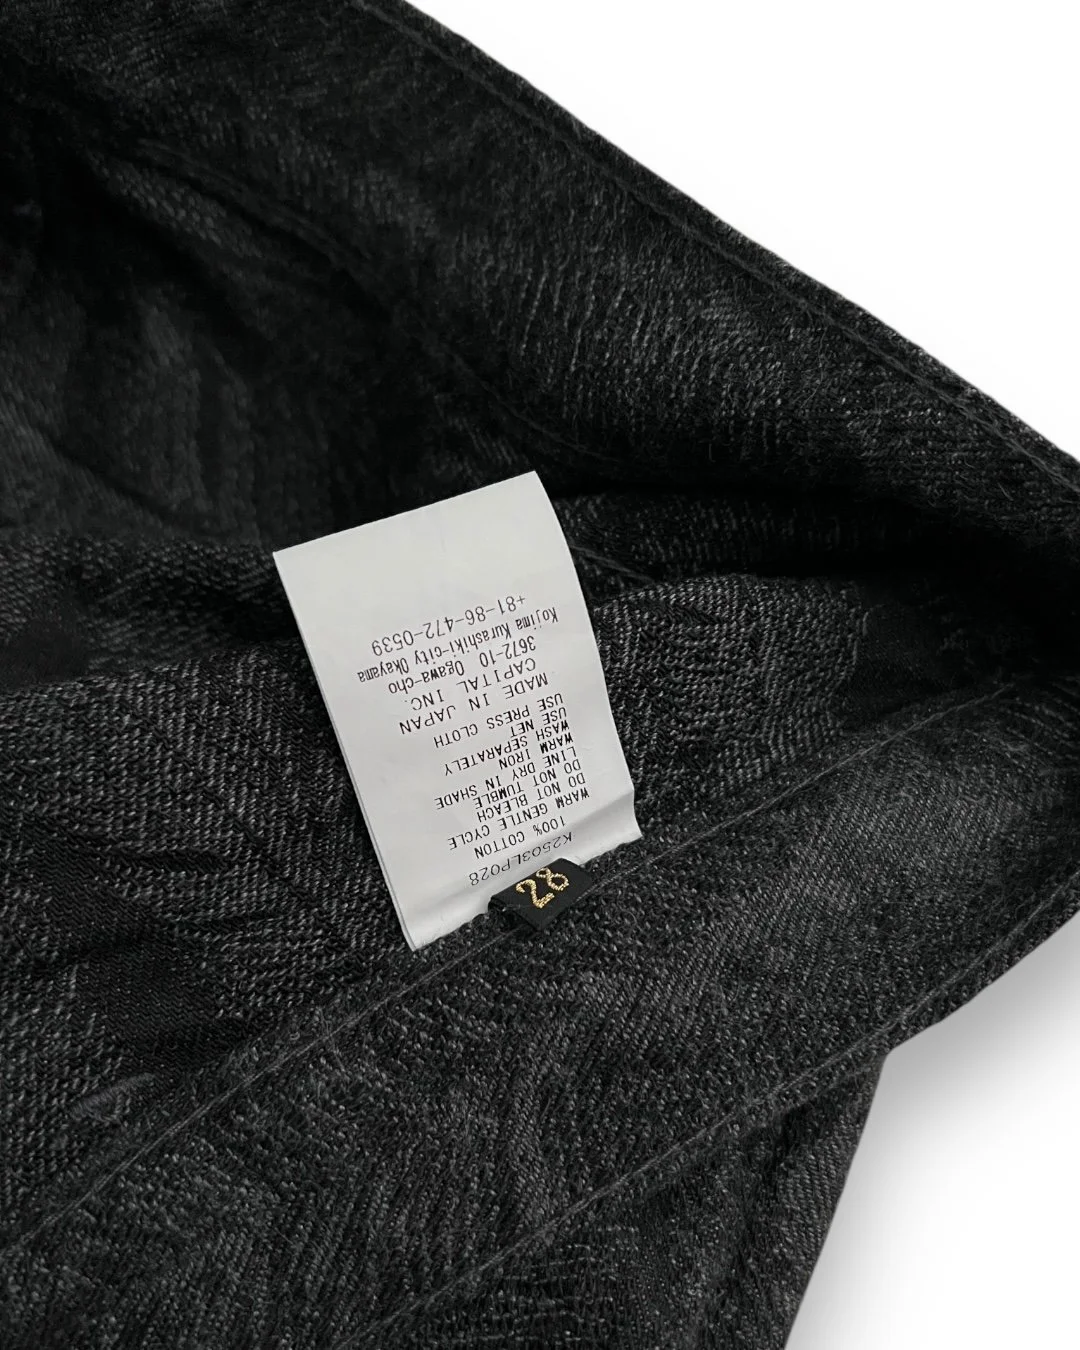 28
K2503LP028
100% COTTON
WARM GENTLE CYCLE
DO NOT BLEACH
DO NOT TUMBLE
LINE DRY IN SHADE
WARM IRON
WASH SEPARATELY
USE NET
USE PRESS CLOTH
MADE IN JAPAN
CAPITAL INC.
3672-10 Ogawa-cho
Kojima Kurashiki-city Okayama
+81-86-472-0539